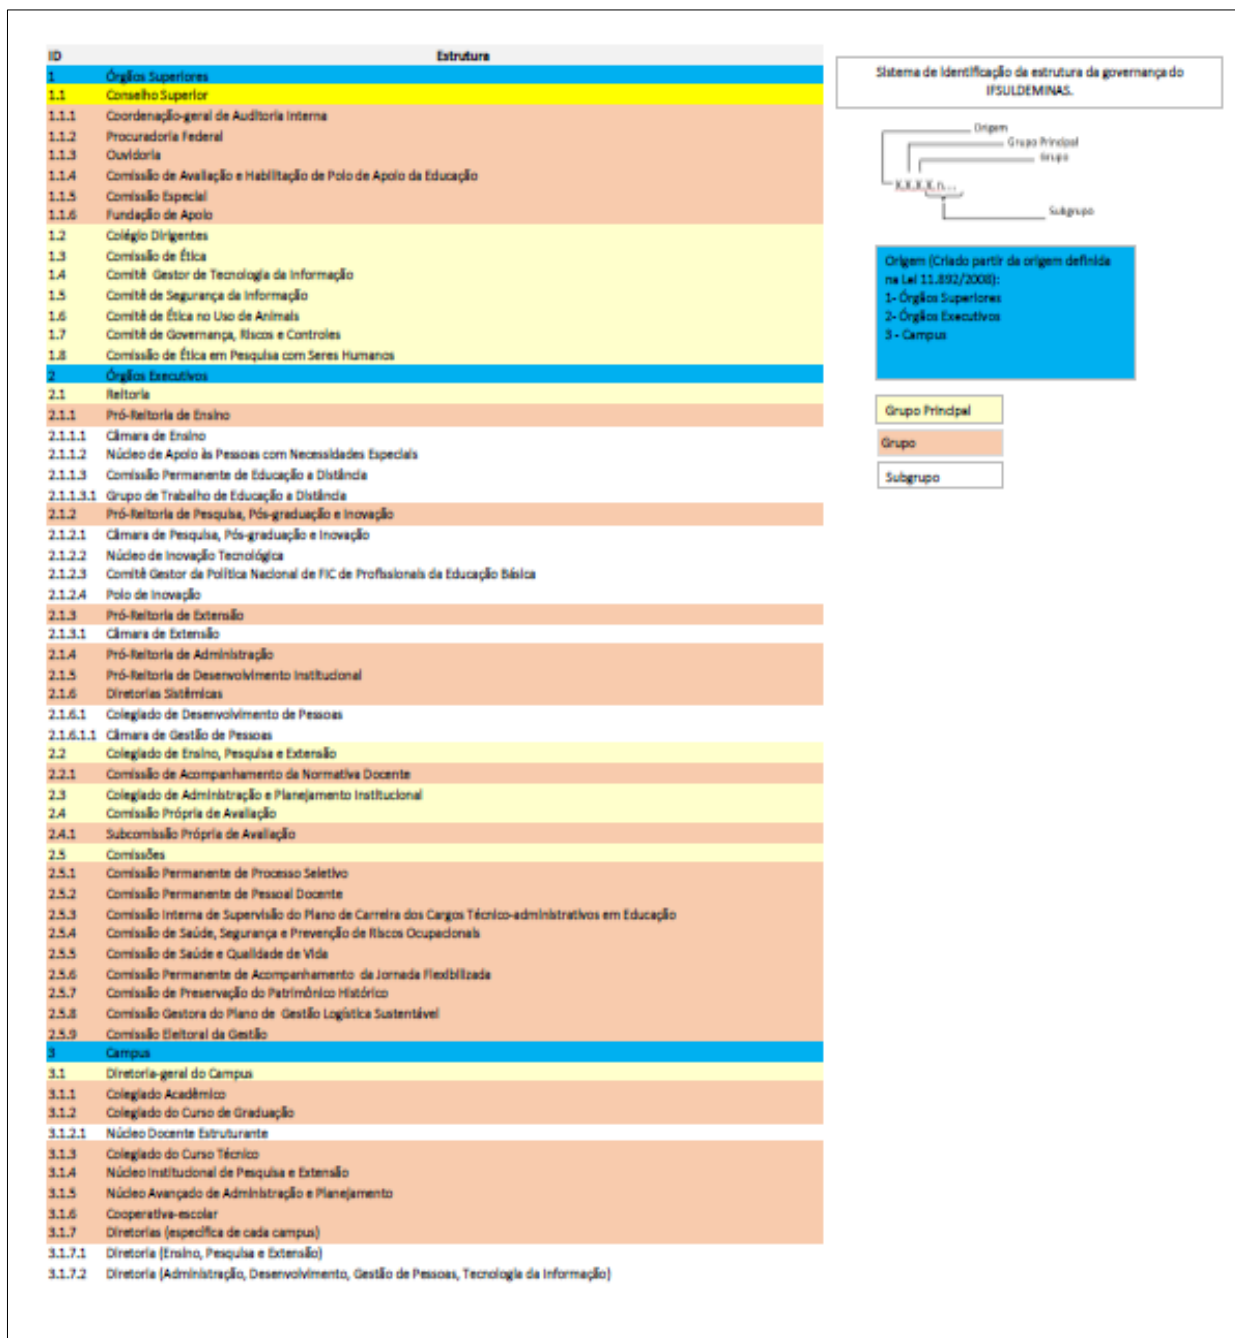 ID Estrutura
1 Órgãos Superiores
1.1 Conselho Superior
1.1.1 Coordenação-geral de Auditoria Interna
1.1.2 Procuradoria Federal
1.1.3 Ouvidoria
1.1.4 Comissão de Avaliação e Habilitação de Polo de Apoio da Educação
1.1.5 Comissão Especial
1.1.6 Fundação de Apoio
1.2 Colégio Dirigentes
1.3 Comissão de Ética
1.4 Comitê Gestor de Tecnologia da Informação
1.5 Comitê de Segurança da Informação
1.6 Comitê de Ética no Uso de Animais
1.7 Comitê de Governança, Riscos e Controles
1.8 Comissão de Ética em Pesquisa com Seres Humanos
2 Órgãos Executivos
2.1 Reitoria
2.1.1 Pró-Reitoria de Ensino
2.1.1.1 Câmara de Ensino
2.1.1.2 Núcleo de Apoio às Pessoas com Necessidades Especiais
2.1.1.3 Comissão Permanente de Educação a Distância
2.1.1.3.1 Grupo de Trabalho de Educação a Distância
2.1.2 Pró-Reitoria de Pesquisa, Pós-graduação e Inovação
2.1.2.1 Câmara de Pesquisa, Pós-graduação e Inovação
2.1.2.2 Núcleo de Inovação Tecnológica
2.1.2.3 Comitê Gestor da Política Nacional de FIC de Profissionais da Educação Básica
2.1.2.4 Polo de Inovação
2.1.3 Pró-Reitoria de Extensão
2.1.3.1 Câmara de Extensão
2.1.4 Pró-Reitoria de Administração
2.1.5 Pró-Reitoria de Desenvolvimento Institucional
2.1.6 Diretorias Sistêmicas
2.1.6.1 Colegiado de Desenvolvimento de Pessoas
2.1.6.1.1 Câmara de Gestão de Pessoas
2.2 Colegiado de Ensino, Pesquisa e Extensão
2.2.1 Comissão de Acompanhamento da Normativa Docente
2.3 Colegiado de Administração e Planejamento Institucional
2.4 Comissão Própria de Avaliação
2.4.1 Subcomissão Própria de Avaliação
2.5 Comissões
2.5.1 Comissão Permanente de Processo Seletivo
2.5.2 Comissão Permanente de Pessoal Docente
2.5.3 Comissão Interna de Supervisão do Plano de Carreira dos Cargos Técnico-administrativos em Educação
2.5.4 Comissão de Saúde, Segurança e Prevenção de Riscos Ocupacionais
2.5.5 Comissão de Saúde e Qualidade de Vida
2.5.6 Comissão Permanente de Acompanhamento da Jornada Flexibilizada
2.5.7 Comissão de Preservação do Patrimônico Histórico
2.5.8 Comissão Gestora do Plano de Gestão Logística Sustentável
2.5.9 Comissão Eleitoral da Gestão
3 Campus
3.1 Diretoria-geral do Campus
3.1.1 Colegiado Acadêmico
3.1.2 Colegiado do Curso de Graduação
3.1.2.1 Núcleo Docente Estruturante
3.1.3 Colegiado do Curso Técnico
3.1.4 Núcleo Institucional de Pesquisa e Extensão
3.1.5 Núcleo Avançado de Administração e Planejamento
3.1.6 Cooperativa-escolar
3.1.7 Diretorias (específica de cada campus)
3.1.7.1 Diretoria (Ensino, Pesquisa e Extensão)
3.1.7.2 Diretoria (Administração, Desenvolvimento, Gestão de Pessoas, Tecnologia da Informação)
Sistema de identificação da estrutura da governança do
IFSULDEMINAS.
Origem
Grupo Principal
Grupo
X.X.X.X.n...
Subgrupo
Origem (Criado partir da origem definida
na Lei 11.892/2008):
1- Órgãos Superiores
2- Órgãos Executivos
3 - Campus
Grupo Principal
Grupo
Subgrupo